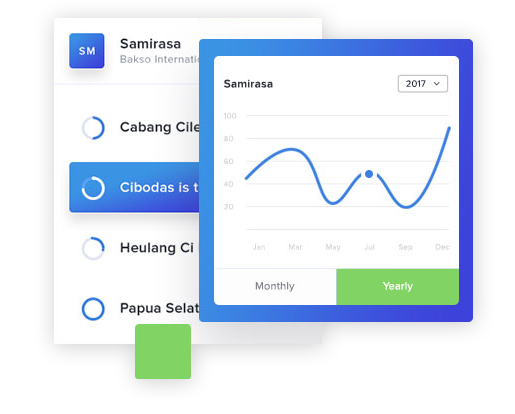 SM
Samirasa
Bakso Internatio
Cabang Cile
Cibodas is t
Heulang Ci
Papua Selat
Samirasa
2017
100
80
60
40
20
Jan Mar May Jul Sep Dec
Monthly Yearly